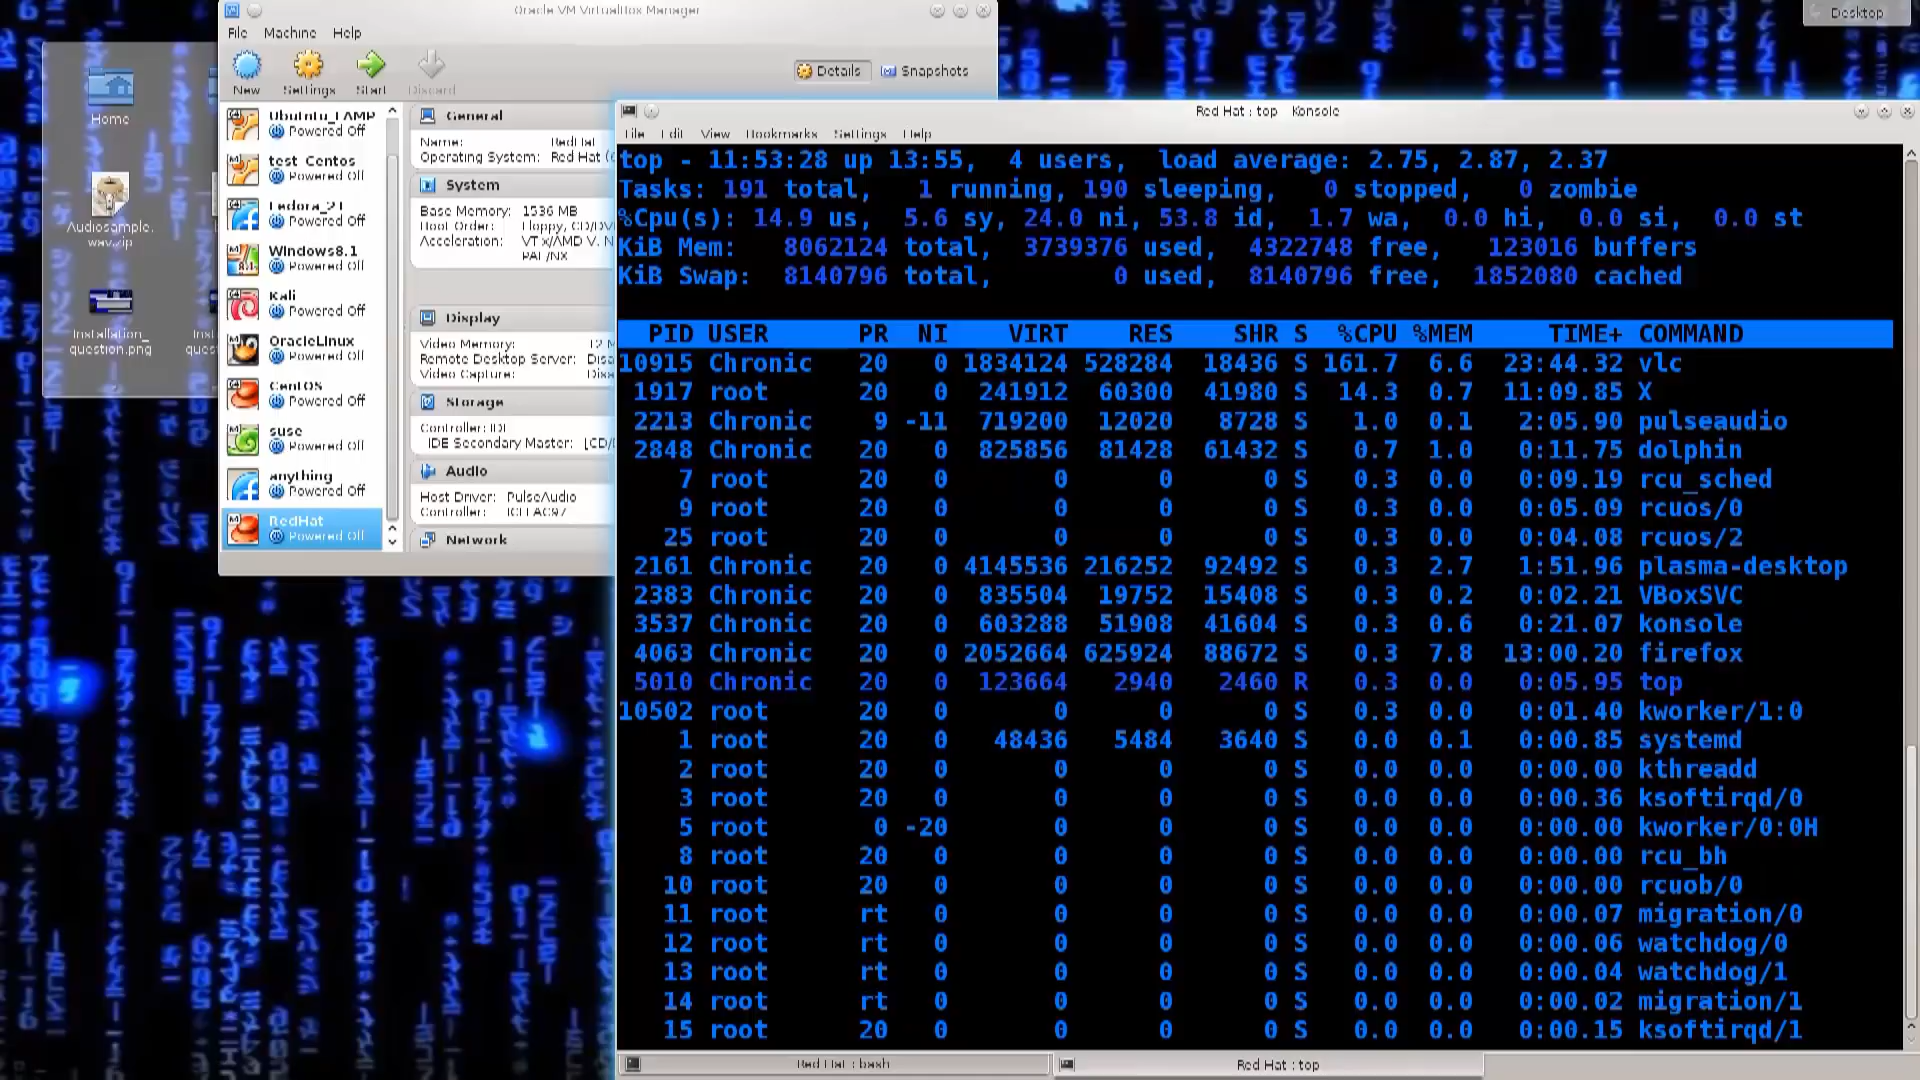 Oracle VM VirtualBox Manager
File Machine Help
New Settings Start Discard
Details Snapshots
Desktop
Home
Audiosample.
wav.zip
Installation_
question.png
Ubuntu_LAMP
Powered Off
test_Centos
Powered Off
Fedora_21
Powered Off
Windows8.1
Powered Off
Kali
Powered Off
OracleLinux
Powered Off
CentOS
Powered Off
suse
Powered Off
anything
Powered Off
RedHat
Powered Off
General
Name: RedHat
Operating System: Red Hat (
System
Base Memory: 1536 MB
Boot Order: Floppy, CD/DV
Acceleration: VT-x/AMD-V, N
PAE/NX
Display
Video Memory: 12 M
Remote Desktop Server: Disa
Video Capture: Disa
Storage
Controller: IDE
IDE Secondary Master: [CD/
Audio
Host Driver: PulseAudio
Controller: ICH AC97
Network
Red Hat : top Konsole
File Edit View Bookmarks Settings Help
top - 11:53:28 up 13:55, 4 users, load average: 2.75, 2.87, 2.37
Tasks: 191 total, 1 running, 190 sleeping, 0 stopped, 0 zombie
%Cpu(s): 14.9 us, 5.6 sy, 24.0 ni, 53.8 id, 1.7 wa, 0.0 hi, 0.0 si, 0.0 st
KiB Mem: 8062124 total, 3739376 used, 4322748 free, 123016 buffers
KiB Swap: 8140796 total, 0 used, 8140796 free, 1852080 cached
PID USER PR NI VIRT RES SHR S %CPU %MEM TIME+ COMMAND
10915 Chronic 20 0 1834124 528284 18436 S 161.7 6.6 23:44.32 vlc
1917 root 20 0 241912 60300 41980 S 14.3 0.7 11:09.85 X
2213 Chronic 9 -11 719200 12020 8728 S 1.0 0.1 2:05.90 pulseaudio
2848 Chronic 20 0 825856 81428 61432 S 0.7 1.0 0:11.75 dolphin
7 root 20 0 0 0 0 S 0.3 0.0 0:09.19 rcu_sched
9 root 20 0 0 0 0 S 0.3 0.0 0:05.09 rcuos/0
25 root 20 0 0 0 0 S 0.3 0.0 0:04.08 rcuos/2
2161 Chronic 20 0 4145536 216252 92492 S 0.3 2.7 1:51.96 plasma-desktop
2383 Chronic 20 0 835504 19752 15408 S 0.3 0.2 0:02.21 VBoxSVC
3537 Chronic 20 0 603288 51908 41604 S 0.3 0.6 0:21.07 konsole
4063 Chronic 20 0 2052664 625924 88672 S 0.3 7.8 13:00.20 firefox
5010 Chronic 20 0 123664 2940 2460 R 0.3 0.0 0:05.95 top
10502 root 20 0 0 0 0 S 0.3 0.0 0:01.40 kworker/1:0
1 root 20 0 48436 5484 3640 S 0.0 0.1 0:00.85 systemd
2 root 20 0 0 0 0 S 0.0 0.0 0:00.00 kthreadd
3 root 20 0 0 0 0 S 0.0 0.0 0:00.36 ksoftirqd/0
5 root 0 -20 0 0 0 S 0.0 0.0 0:00.00 kworker/0:0H
8 root 20 0 0 0 0 S 0.0 0.0 0:00.00 rcu_bh
10 root 20 0 0 0 0 S 0.0 0.0 0:00.00 rcuob/0
11 root rt 0 0 0 0 S 0.0 0.0 0:00.07 migration/0
12 root rt 0 0 0 0 S 0.0 0.0 0:00.06 watchdog/0
13 root rt 0 0 0 0 S 0.0 0.0 0:00.04 watchdog/1
14 root rt 0 0 0 0 S 0.0 0.0 0:00.02 migration/1
15 root 20 0 0 0 0 S 0.0 0.0 0:00.15 ksoftirqd/1
Red Hat : bash
Red Hat : top